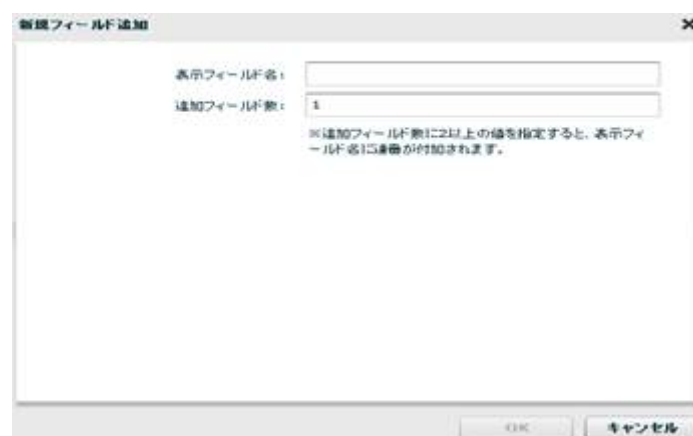 新規フィールド追加
×
表示フィールド名:
追加フィールド数:
1
※追加フィールド数に2以上の値を指定すると、表示フィ
ールド名に連番が付加されます。
OK
キャンセル